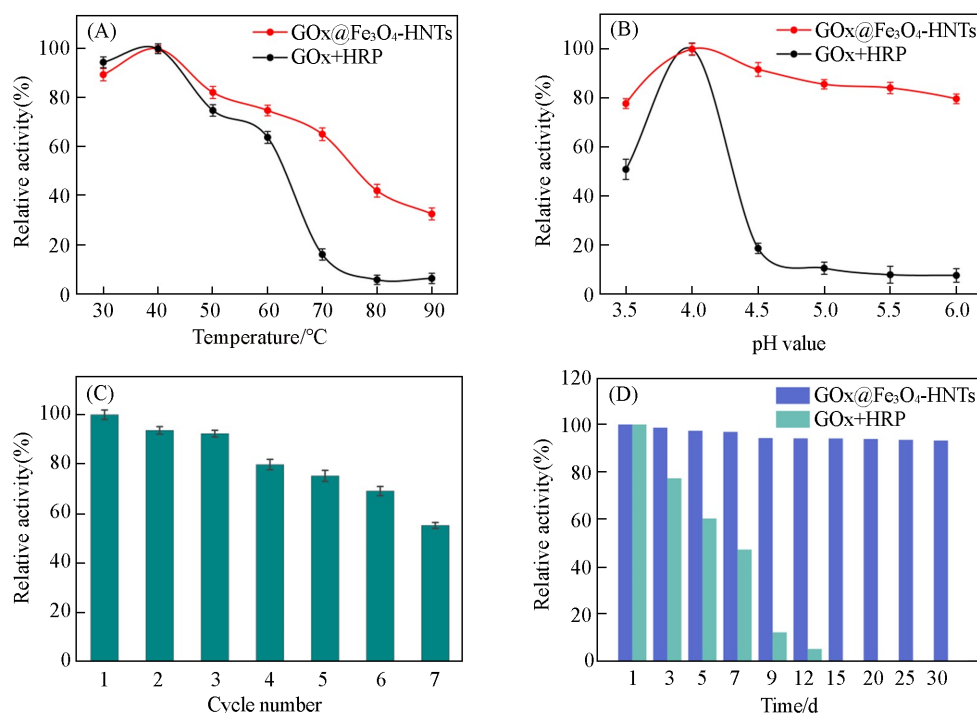 (A)
GOx@Fe₃O₄-HNTs
GOx+HRP
100
80
60
40
20
0
Relative activity(%)
30 40 50 60 70 80 90
Temperature/°C
(B)
GOx@Fe₃O₄-HNTs
GOx+HRP
100
80
60
40
20
0
Relative activity(%)
3.5 4.0 4.5 5.0 5.5 6.0
pH value
(C)
100
80
60
40
20
0
Relative activity(%)
1 2 3 4 5 6 7
Cycle number
(D)
GOx@Fe₃O₄-HNTs
GOx+HRP
120
100
80
60
40
20
0
Relative activity(%)
1 3 5 7 9 12 15 20 25 30
Time/d